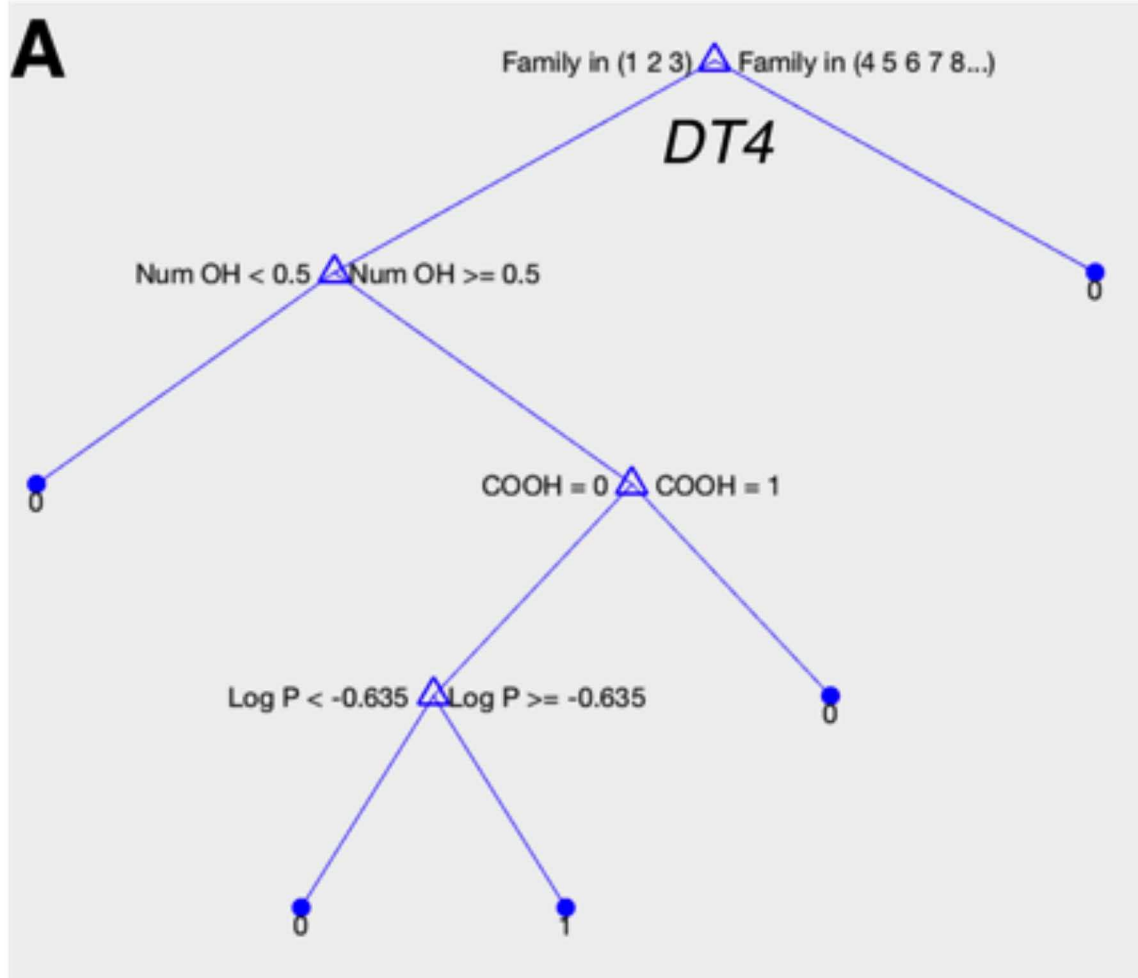 A
Family in (1 2 3) Family in (4 5 6 7 8...)
DT4
Num OH < 0.5 Num OH >= 0.5
0
0
COOH = 0 COOH = 1
Log P < -0.635 Log P >= -0.635
0
0
1